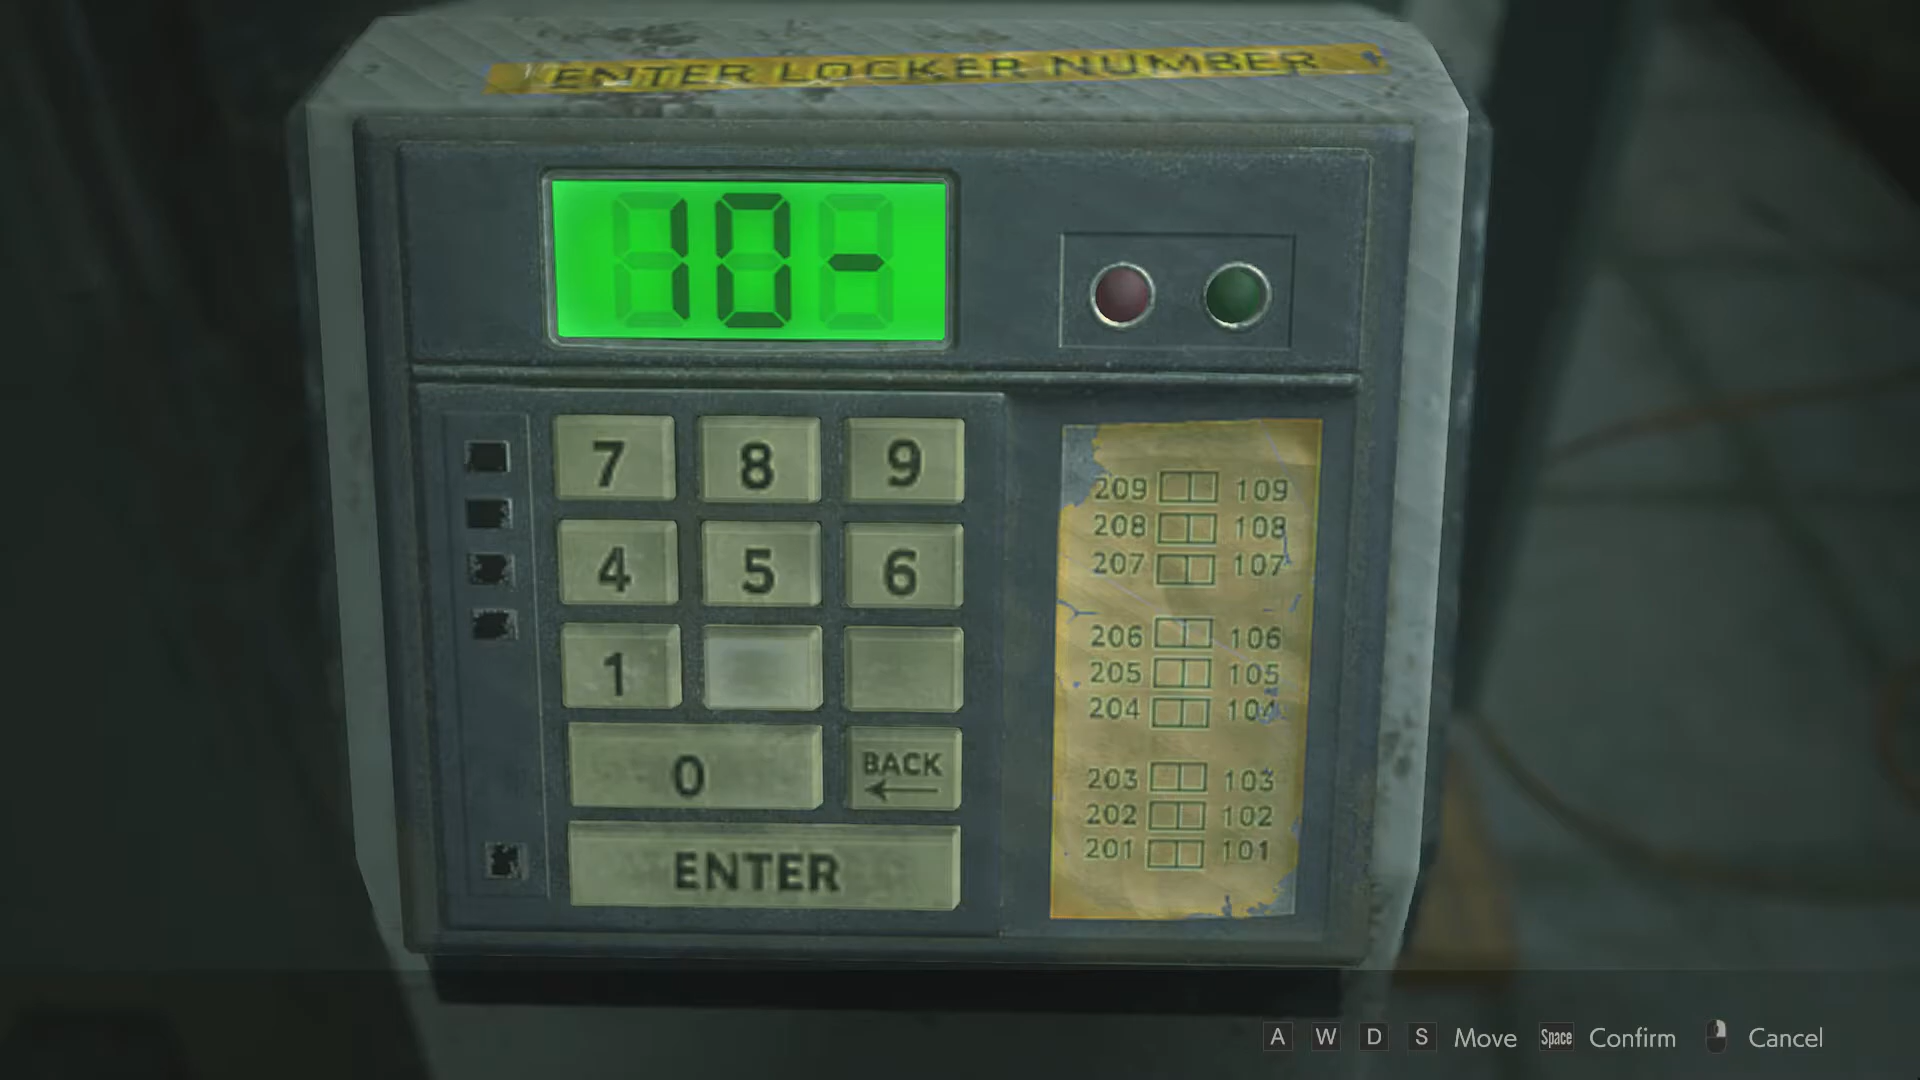 ENTER LOCKER NUMBER
10-
7 8 9
4 5 6
1
0 BACK
ENTER
209 109
208 108
207 107
206 106
205 105
204 104
203 103
202 102
201 101
A W D S Move Space Confirm Cancel